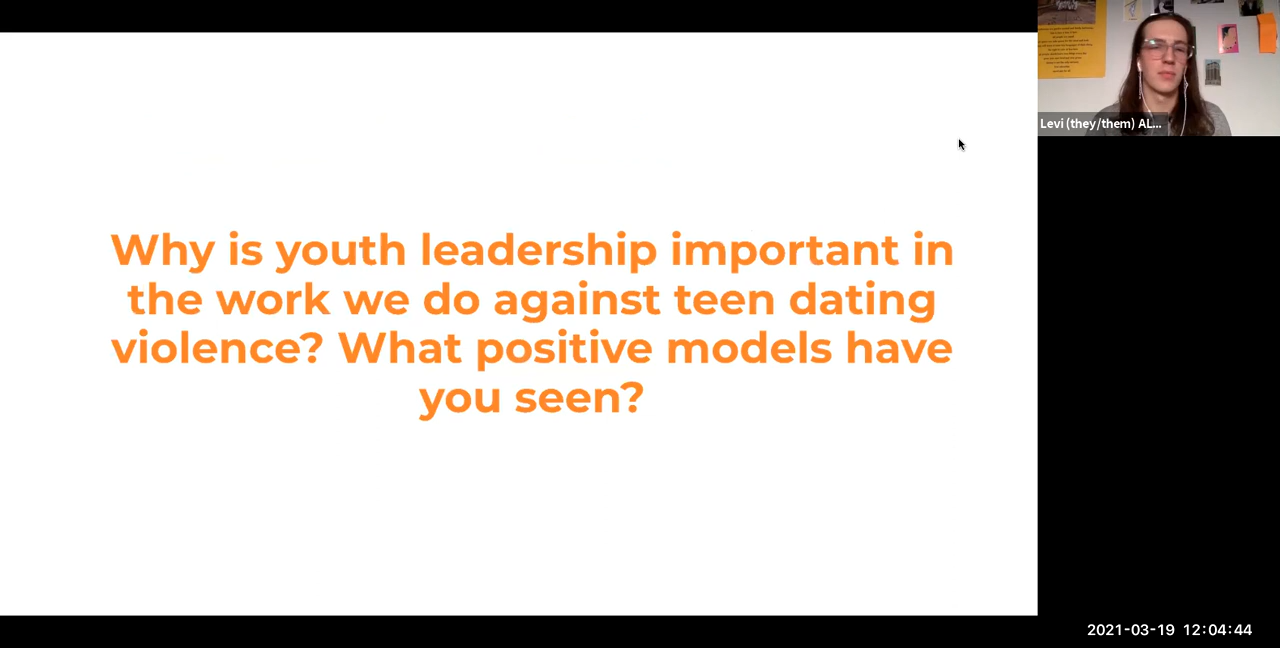 Why is youth leadership important in
the work we do against teen dating
violence? What positive models have
you seen?
Levi (they/them) AL...
2021-03-19 12:04:44